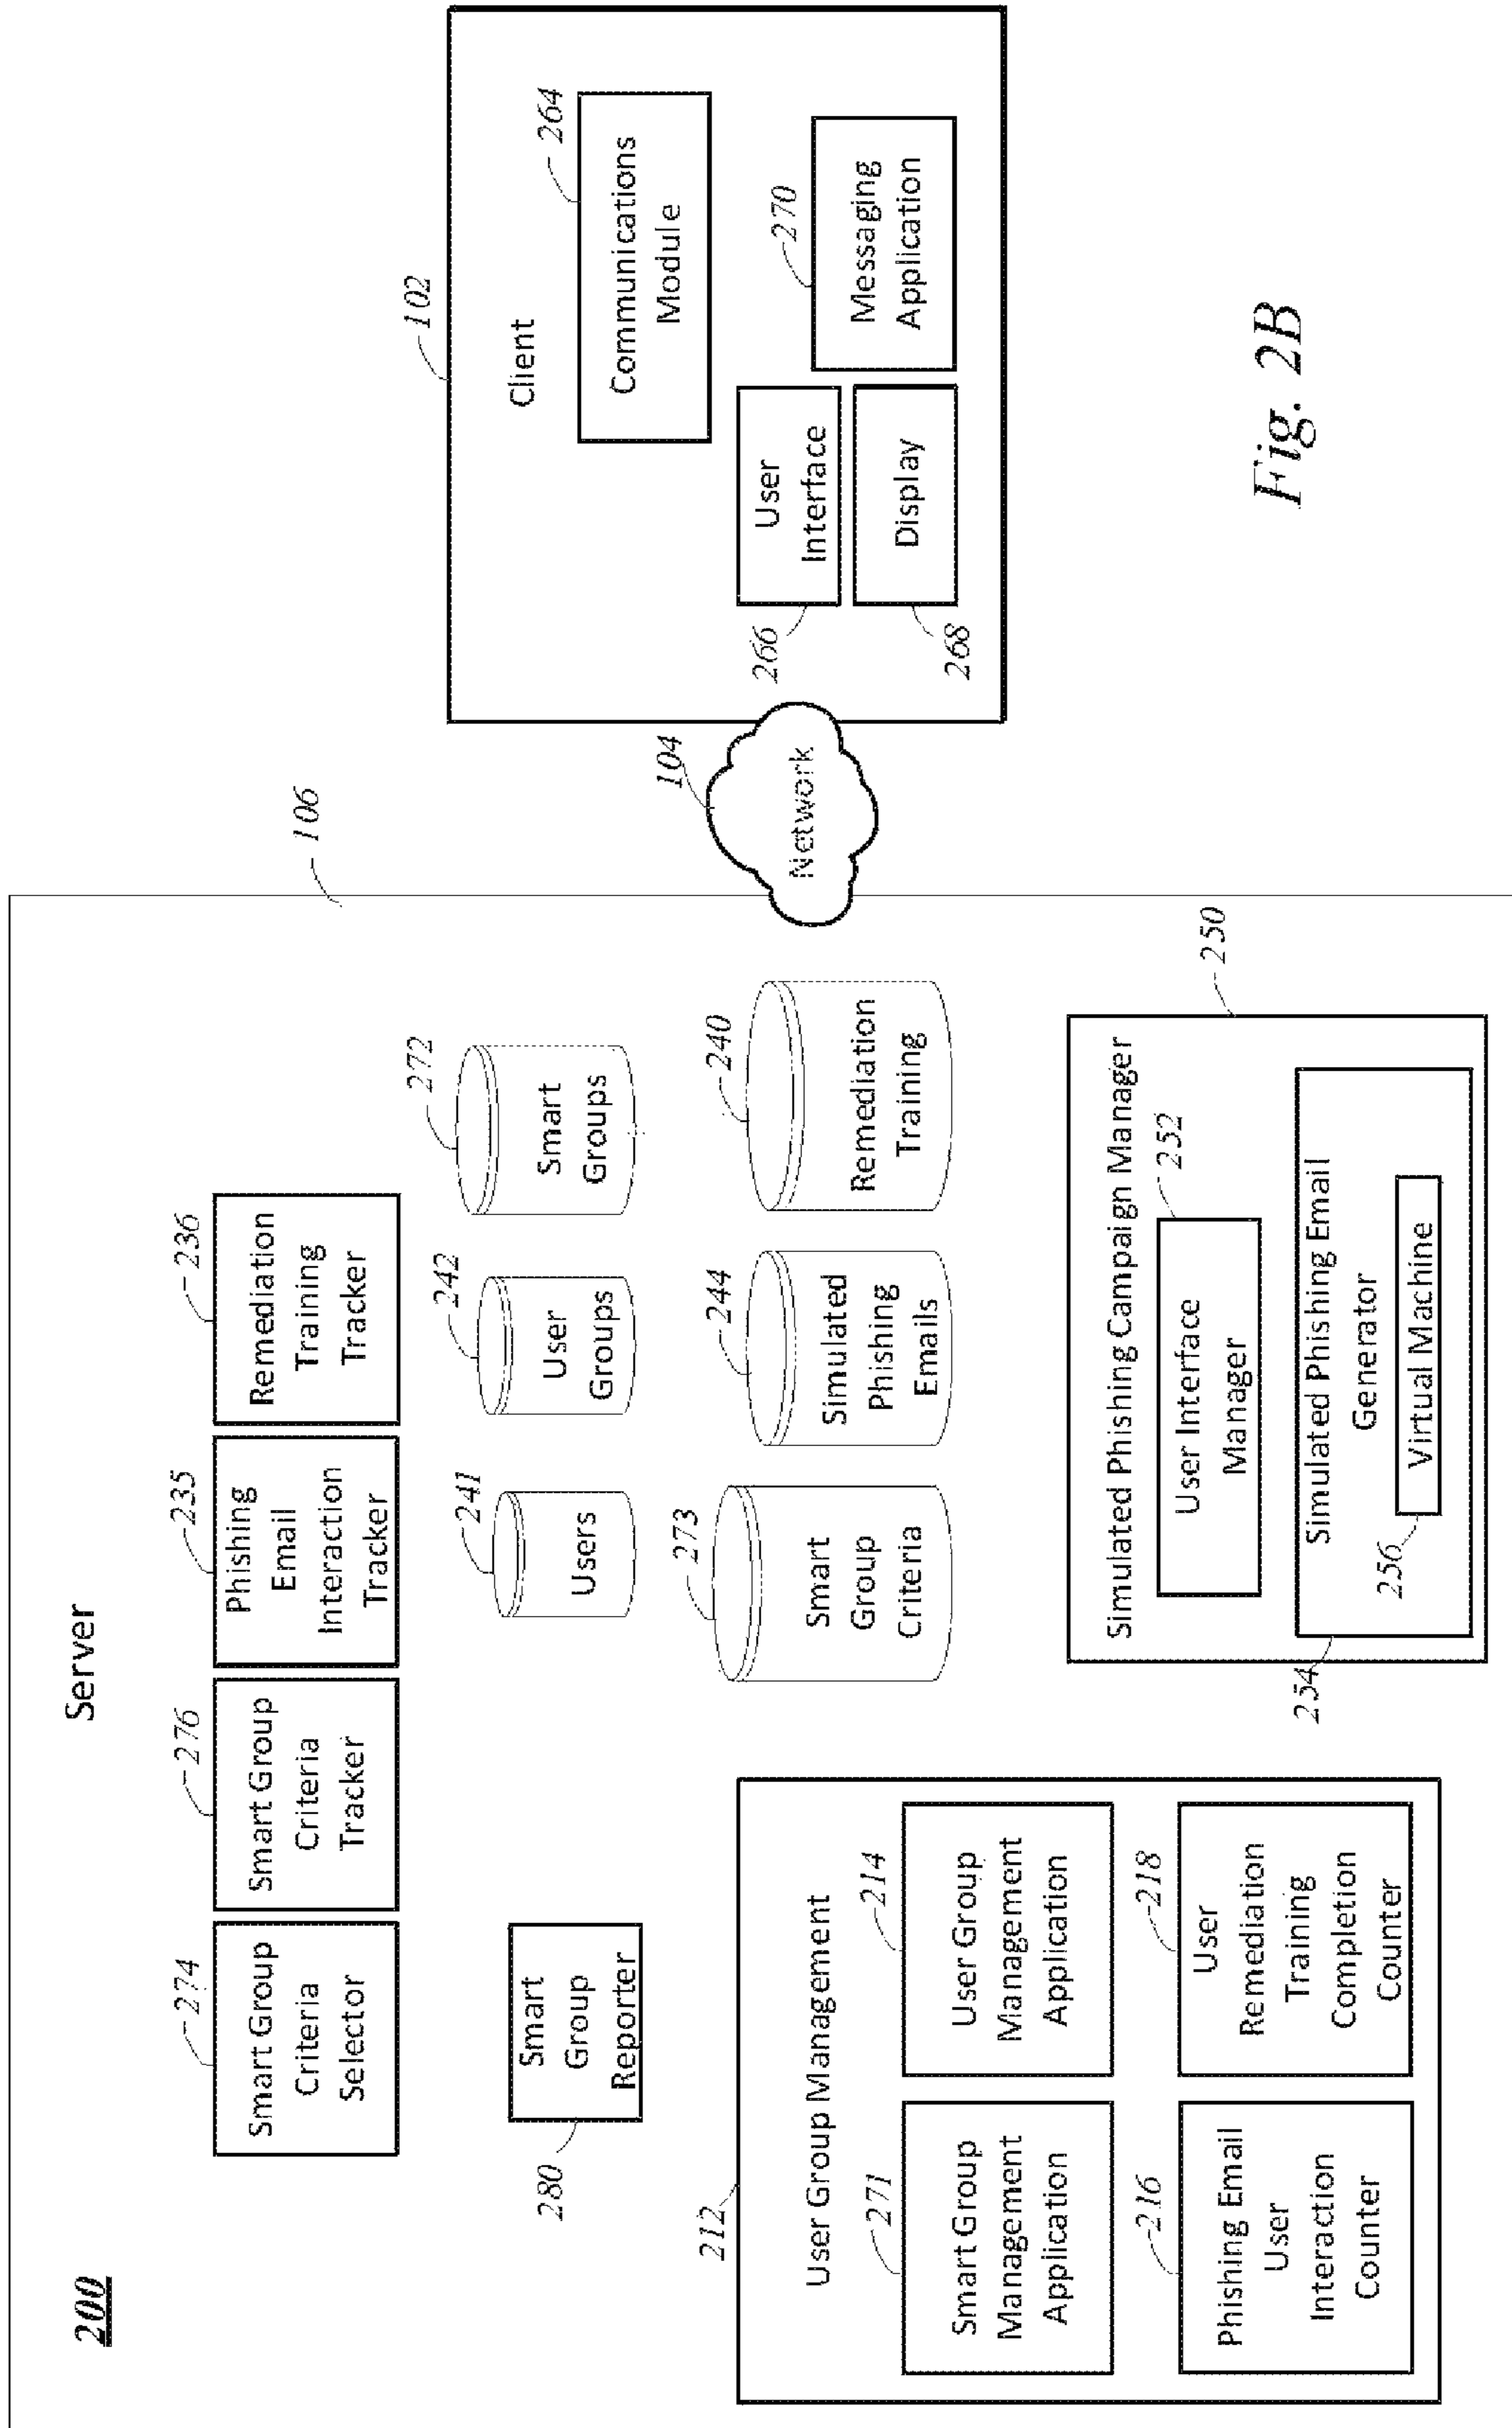 200
Server
106
274
Smart Group
Criteria
Selector
276
Smart Group
Criteria
Tracker
235
Phishing
Email
Interaction
Tracker
236
Remediation
Training
Tracker
280
Smart
Group
Reporter
241
Users
242
User
Groups
272
Smart
Groups
273
Smart
Group
Criteria
244
Simulated
Phishing
Emails
240
Remediation
Training
212
User Group Management
271
Smart Group
Management
Application
214
User Group
Management
Application
216
Phishing Email
User
Interaction
Counter
218
User
Remediation
Training
Completion
Counter
250
Simulated Phishing Campaign Manager
252
User Interface
Manager
254
Simulated Phishing Email
Generator
256
Virtual Machine
104
Network
102
Client
264
Communications
Module
266
User
Interface
268
Display
270
Messaging
Application
Fig. 2B